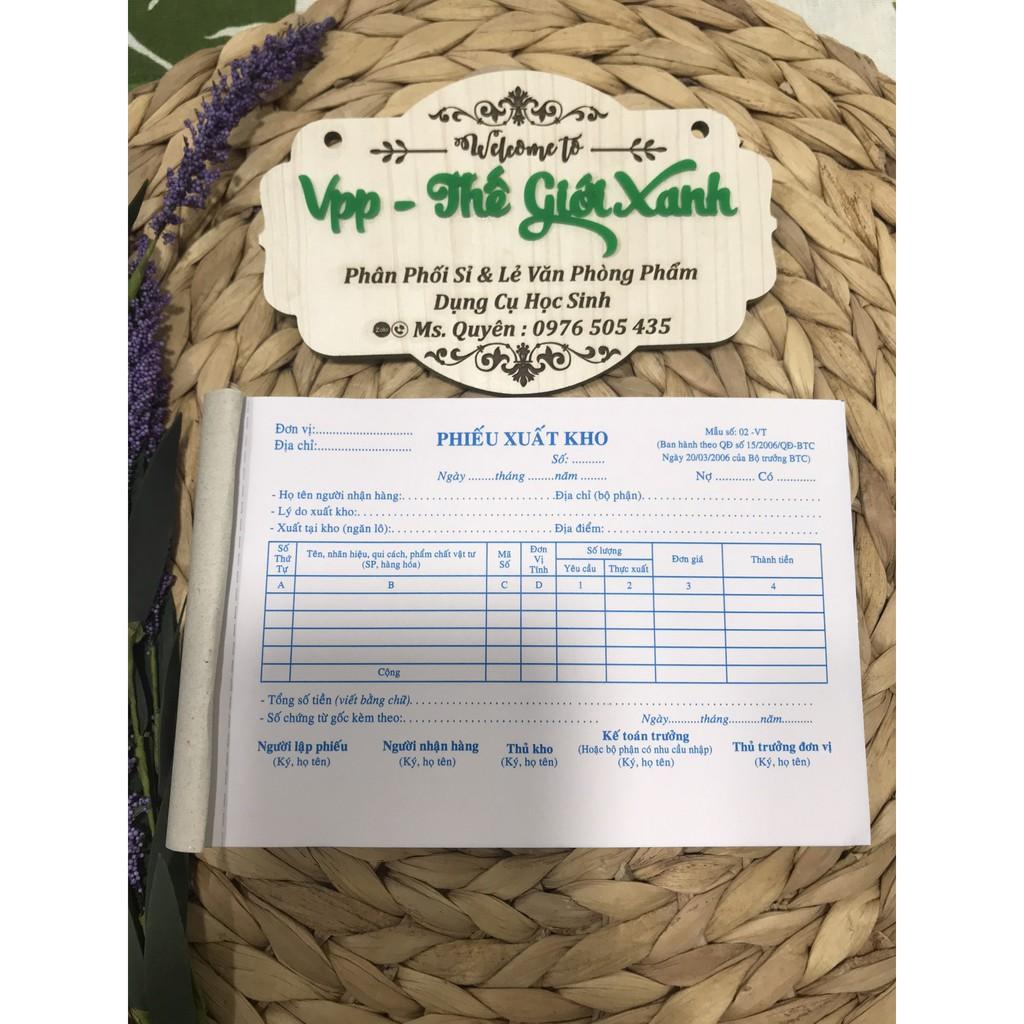 Welcome to
Vpp - Thế Giới Xanh
Phân Phối Sỉ & Lẻ Văn Phòng Phẩm
Dụng Cụ Học Sinh
Zalo Ms. Quyên : 0976 505 435
Đơn vị:..............................
Địa chỉ:.............................
PHIẾU XUẤT KHO
Số: ..........
Ngày ........tháng ........năm ........
Mẫu số: 02 -VT
(Ban hành theo QĐ số 15/2006/QĐ-BTC
Ngày 20/03/2006 của Bộ trưởng BTC)
Nợ ............ Có ............
- Họ tên người nhận hàng:..............................Địa chỉ (bộ phận)..............................
- Lý do xuất kho:............................................................
- Xuất tại kho (ngăn lô):..............................Địa điểm: ..............................
Số Thứ Tự | Tên, nhãn hiệu, qui cách, phẩm chất vật tư (SP, hàng hóa) | Mã Số | Đơn Vị Tính | Số lượng | Đơn giá | Thành tiền
Yêu cầu | Thực xuất
A | B | C | D | 1 | 2 | 3 | 4
Cộng
- Tổng số tiền (viết bằng chữ)............................................................
- Số chứng từ gốc kèm theo:..............................
Ngày..........tháng..........năm..........
Người lập phiếu
(Ký, họ tên)
Người nhận hàng
(Ký, họ tên)
Thủ kho
(Ký, họ tên)
Kế toán trưởng
(Hoặc bộ phận có nhu cầu nhập)
(Ký, họ tên)
Thủ trưởng đơn vị
(Ký, họ tên)